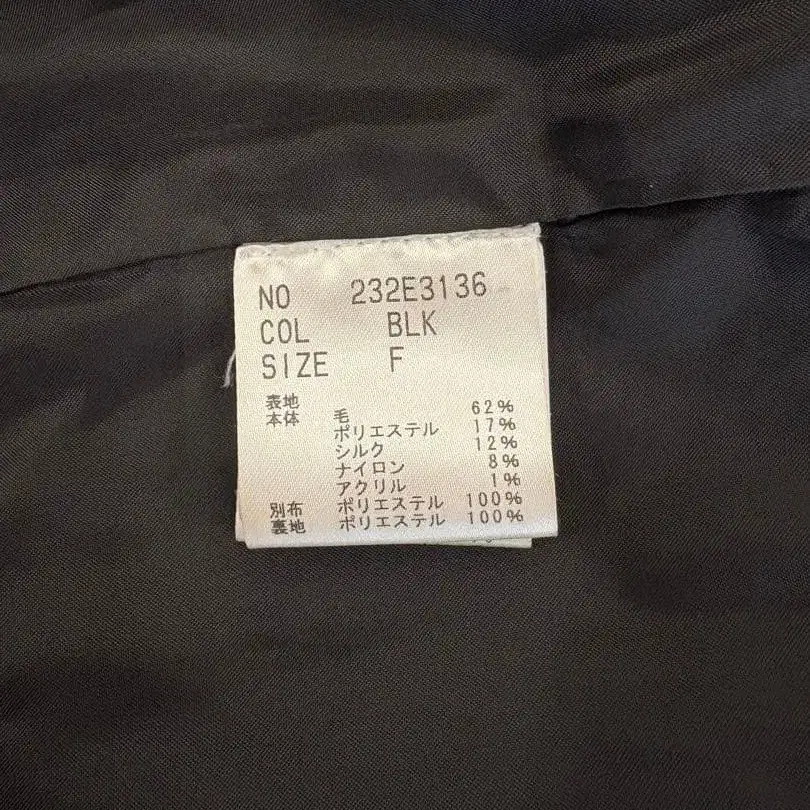 NO 232E3136
COL BLK
SIZE F
表地
本体 毛 62%
ポリエステル 17%
シルク 12%
ナイロン 8%
アクリル 1%
別布 ポリエステル 100%
裏地 ポリエステル 100%